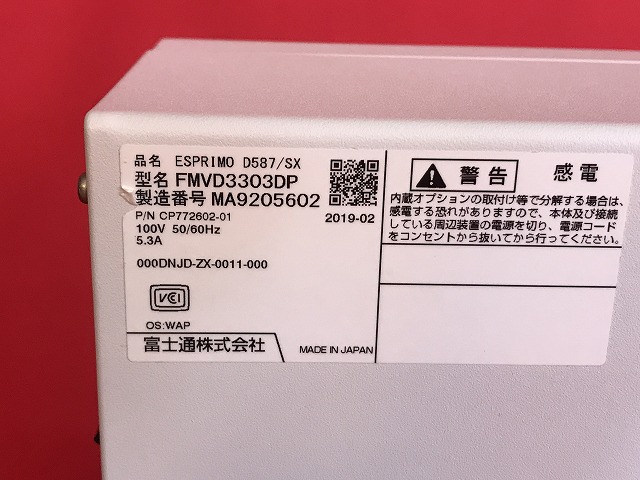 品名 ESPRIMO D587/SX
型名 FMVD3303DP
製造番号 MA9205602
P/N CP772602-01
2019-02
100V 50/60Hz
5.3A
000DNJD-ZX-0011-000
VCI
OS:WAP
富士通株式会社
MADE IN JAPAN
警告 感電
内蔵オプションの取付け等で分解する場合は、
感電する恐れがありますので、本体及び接続
している周辺装置の電源を切り、電源コード
をコンセントから抜いてから行ってください。